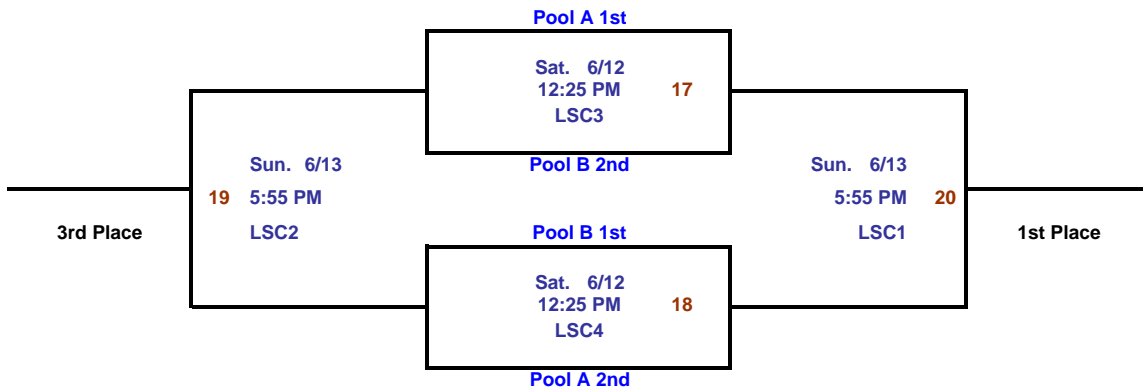 Pool A 1st
Sat. 6/12
12:25 PM 17
LSC3
Pool B 2nd
Sun. 6/13
19 5:55 PM
LSC2
3rd Place
Sun. 6/13
5:55 PM 20
LSC1
1st Place
Pool B 1st
Sat. 6/12
12:25 PM 18
LSC4
Pool A 2nd